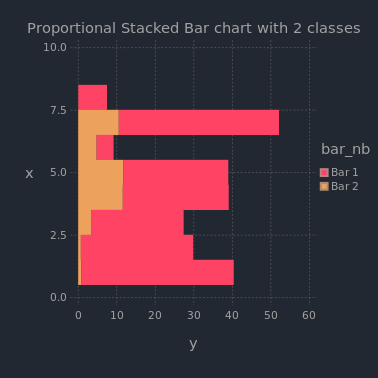 Proportional Stacked Bar chart with 2 classes
10.0
7.5
5.0
2.5
0.0
x
0 10 20 30 40 50 60
y
bar_nb
Bar 1
Bar 2